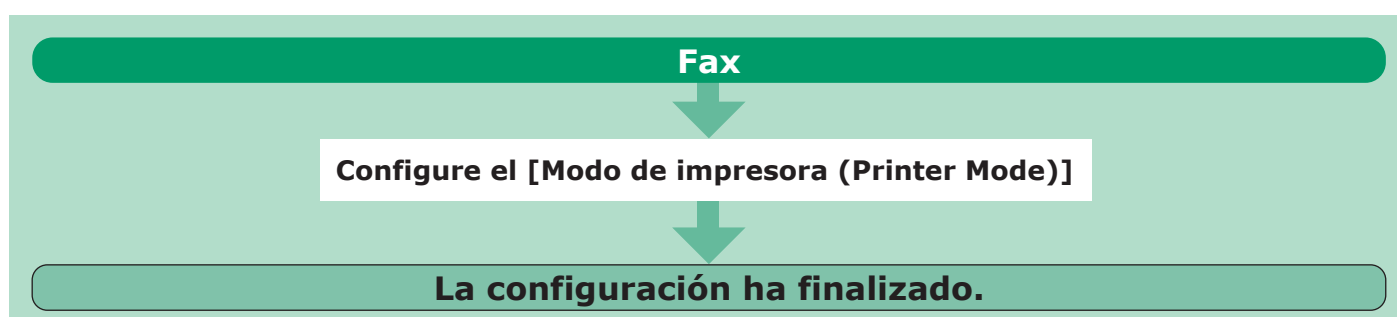 Fax
Configure el [Modo de impresora (Printer Mode)]
La configuración ha finalizado.